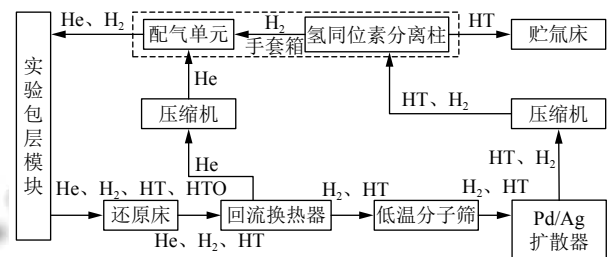 He、H₂
配气单元
H₂
氢同位素分离柱
HT
贮氚床
手套箱
He
实验包层模块
压缩机
HT、H₂
压缩机
He
HT、H₂
He、H₂、HT、HTO
H₂、HT
H₂、HT
还原床
回流换热器
低温分子筛
Pd/Ag
扩散器
He、H₂、HT